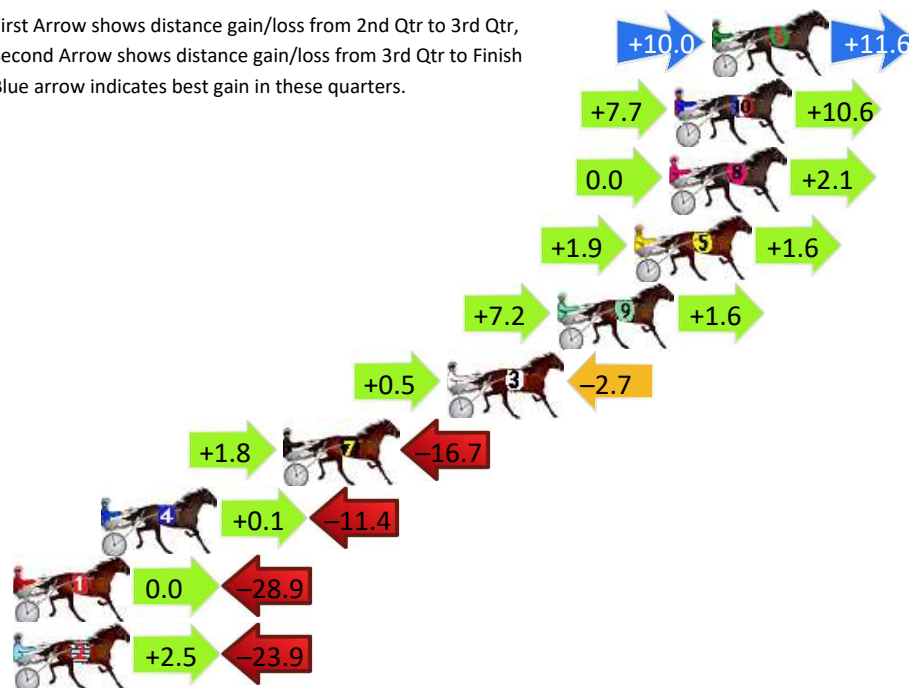 irst Arrow shows distance gain/loss from 2nd Qtr to 3rd Qtr,
econd Arrow shows distance gain/loss from 3rd Qtr to Finish
Blue arrow indicates best gain in these quarters.
+10.0 6 +11.6
+7.7 10 +10.6
0.0 8 +2.1
+1.9 5 +1.6
+7.2 9 +1.6
+0.5 3 –2.7
+1.8 7 –16.7
4 +0.1 –11.4
1 0.0 –28.9
2 +2.5 –23.9